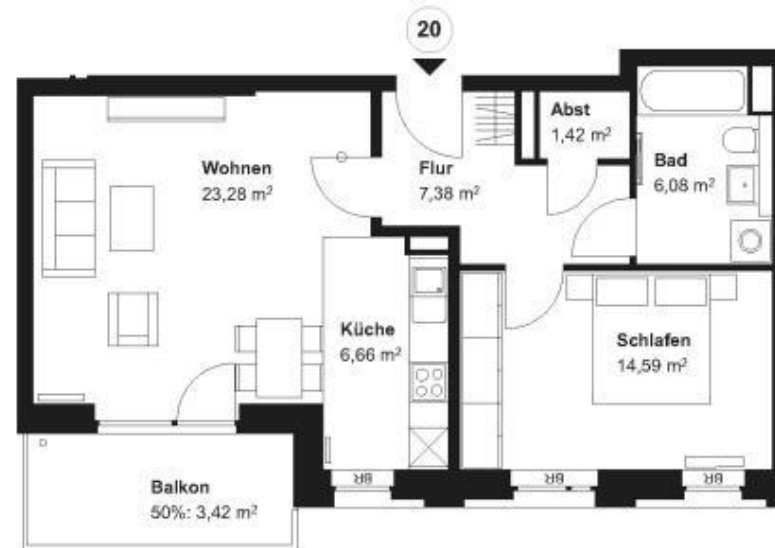 20
Abst
1,42 m²
Wohnen
23,28 m²
Flur
7,38 m²
Bad
6,08 m²
Küche
6,66 m²
Schlafen
14,59 m²
BR
BR
BR
Balkon
50%: 3,42 m²